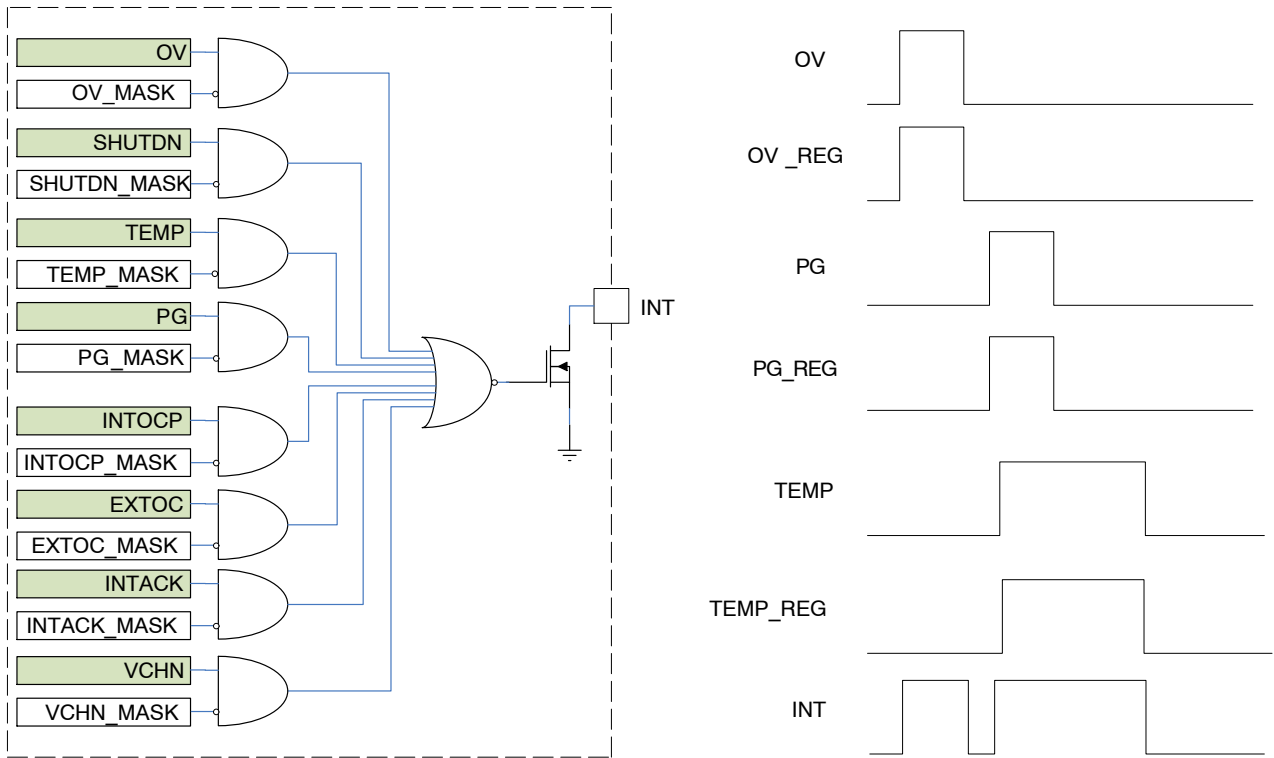 OV
OV_MASK
SHUTDN
SHUTDN_MASK
TEMP
TEMP_MASK
PG
PG_MASK
INTOCP
INTOCP_MASK
EXTOC
EXTOC_MASK
INTACK
INTACK_MASK
VCHN
VCHN_MASK
INT
OV
OV _REG
PG
PG_REG
TEMP
TEMP_REG
INT